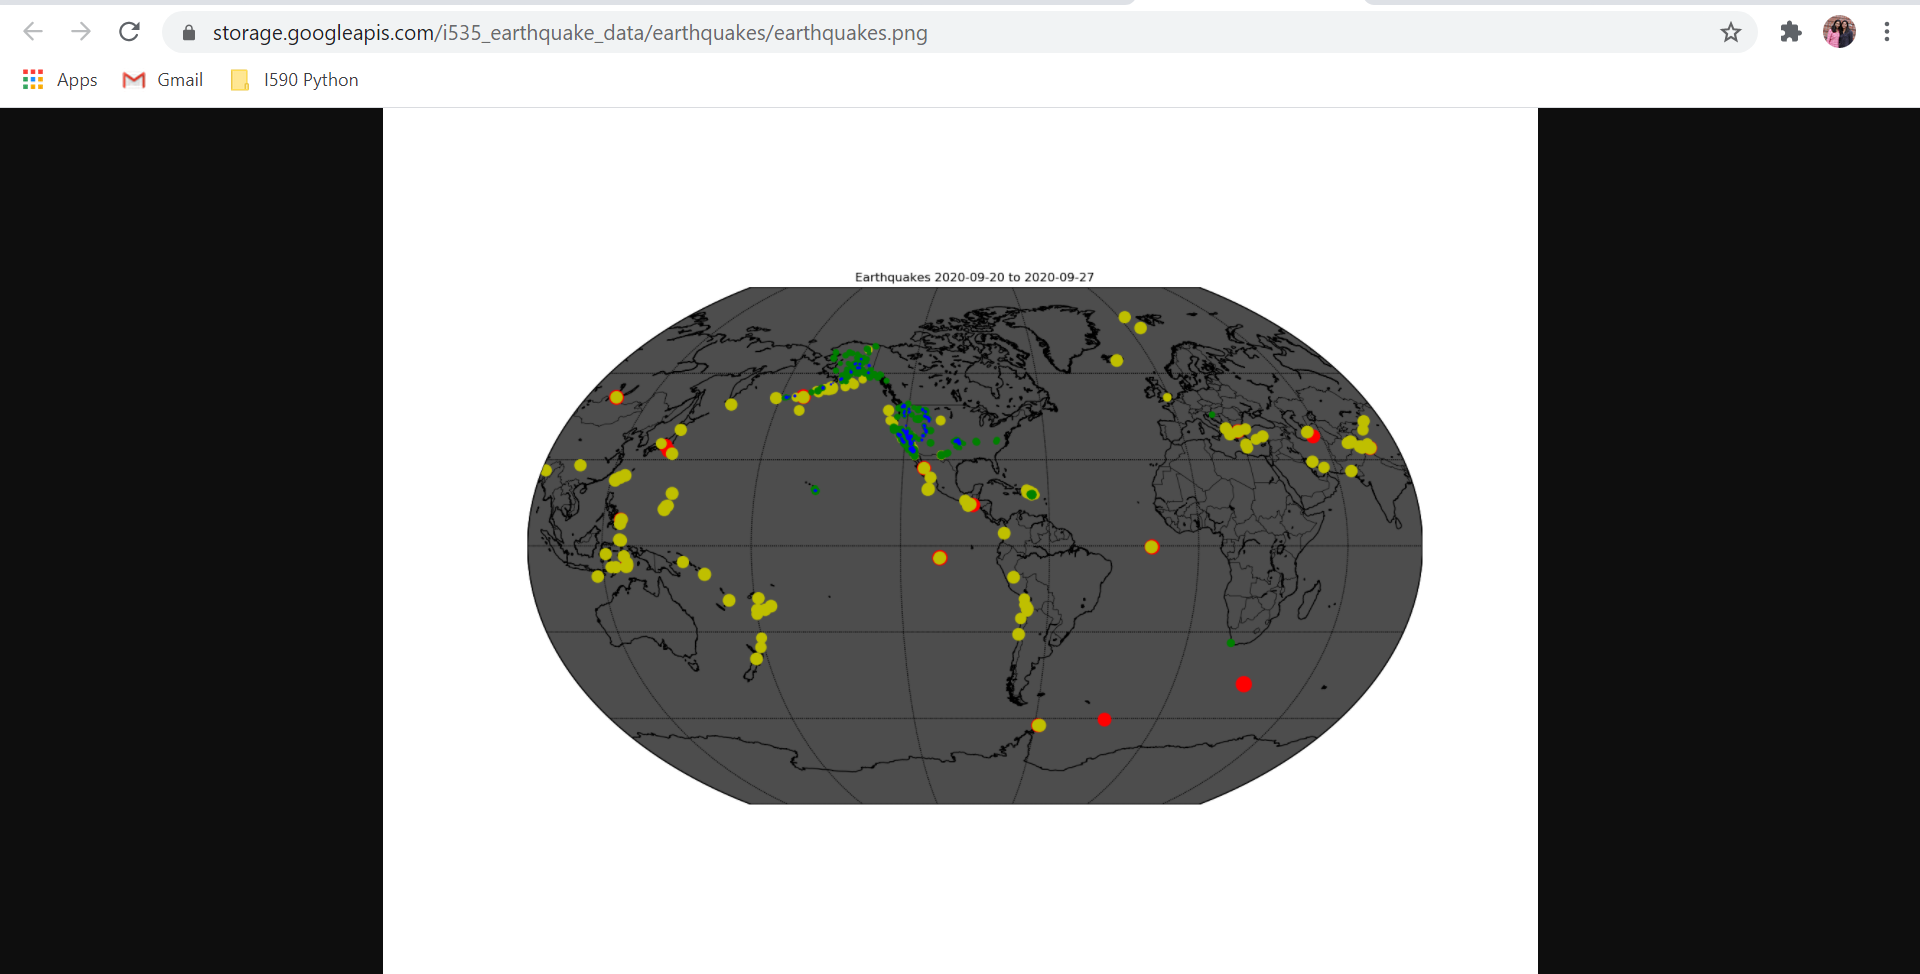 storage.googleapis.com/i535_earthquake_data/earthquakes/earthquakes.png
Apps Gmail I590 Python
Earthquakes 2020-09-20 to 2020-09-27